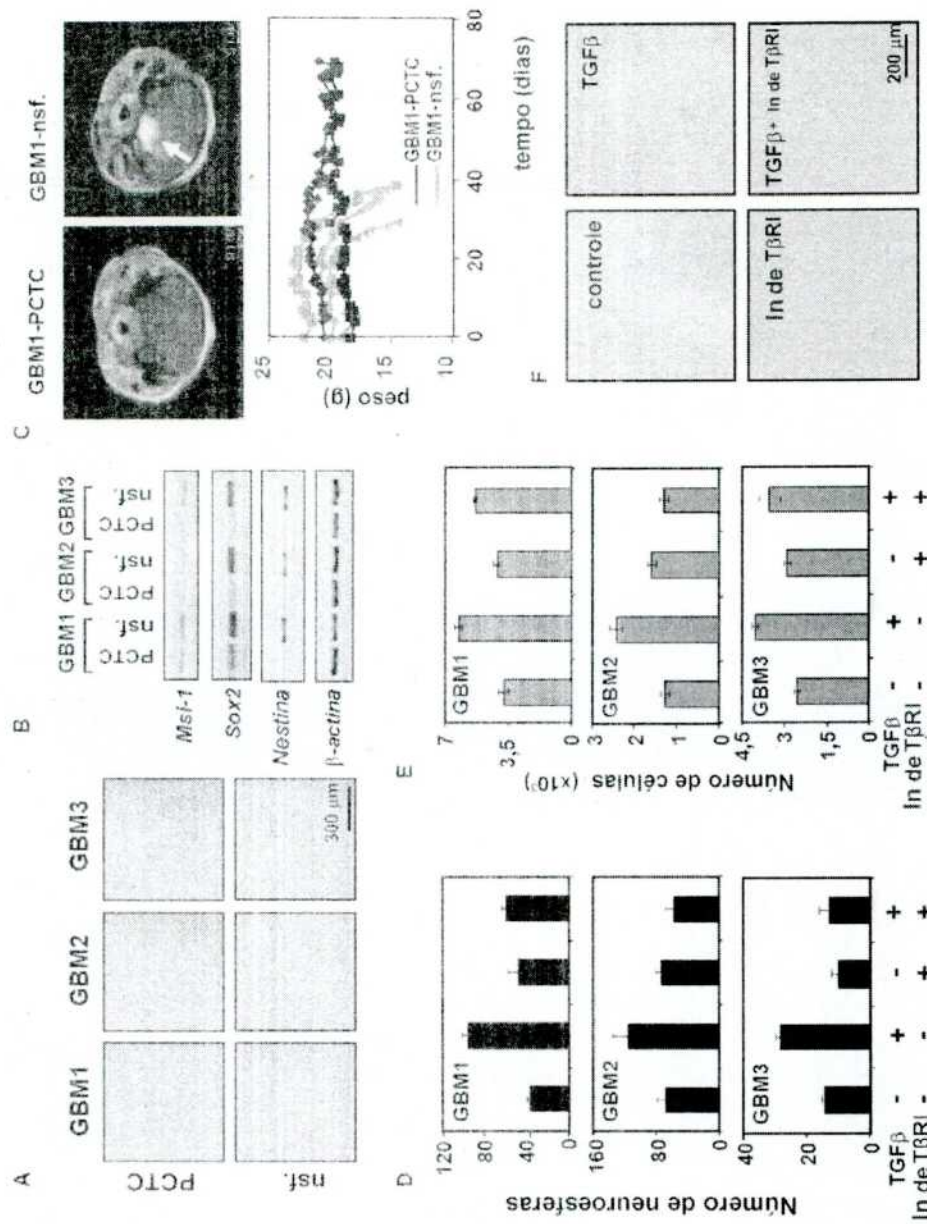 A
GBM1 GBM2 GBM3
PCTC
nsf.
300 µm
B
GBM1 GBM2 GBM3
PCTC nsf. PCTC nsf. PCTC nsf.
Msi-1
Sox2
Nestina
β-actina
C
GBM1-PCTC GBM1-nsf.
peso (g)
25
20
15
10
GBM1-PCTC
GBM1-nsf.
0 20 40 60 80
tempo (dias)
D
Número de neuroesferas
GBM1
120
80
40
0
GBM2
160
80
0
GBM3
40
20
0
TGFβ - + - +
In de TβRI - - + +
E
Número de células
(x10³)
GBM1
7
3,5
0
GBM2
3
2
1
0
GBM3
4,5
3
1,5
0
TGFβ - + - +
In de TβRI - - + +
F
controle
TGFβ
In de TβRI
TGFβ+ In de TβRI
200 µm